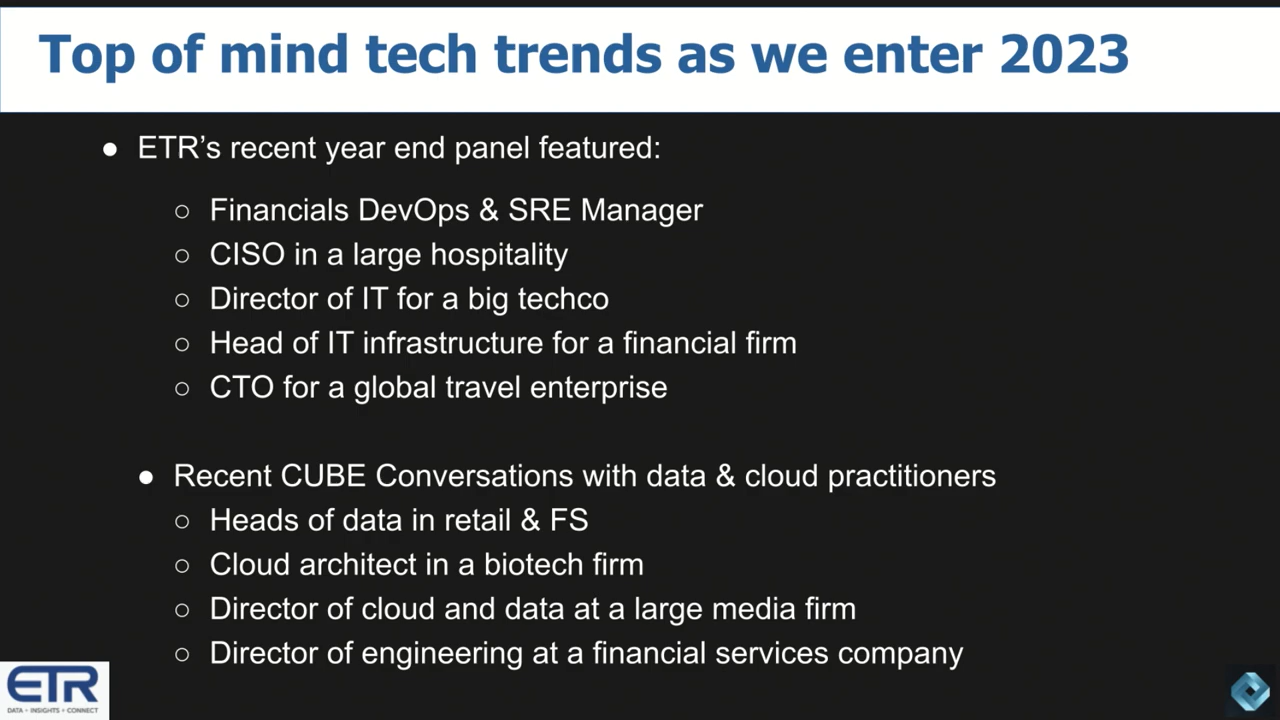 Top of mind tech trends as we enter 2023
● ETR’s recent year end panel featured:
○ Financials DevOps & SRE Manager
○ CISO in a large hospitality
○ Director of IT for a big techco
○ Head of IT infrastructure for a financial firm
○ CTO for a global travel enterprise
● Recent CUBE Conversations with data & cloud practitioners
○ Heads of data in retail & FS
○ Cloud architect in a biotech firm
○ Director of cloud and data at a large media firm
○ Director of engineering at a financial services company
ETR
DATA • INSIGHTS • CONNECT